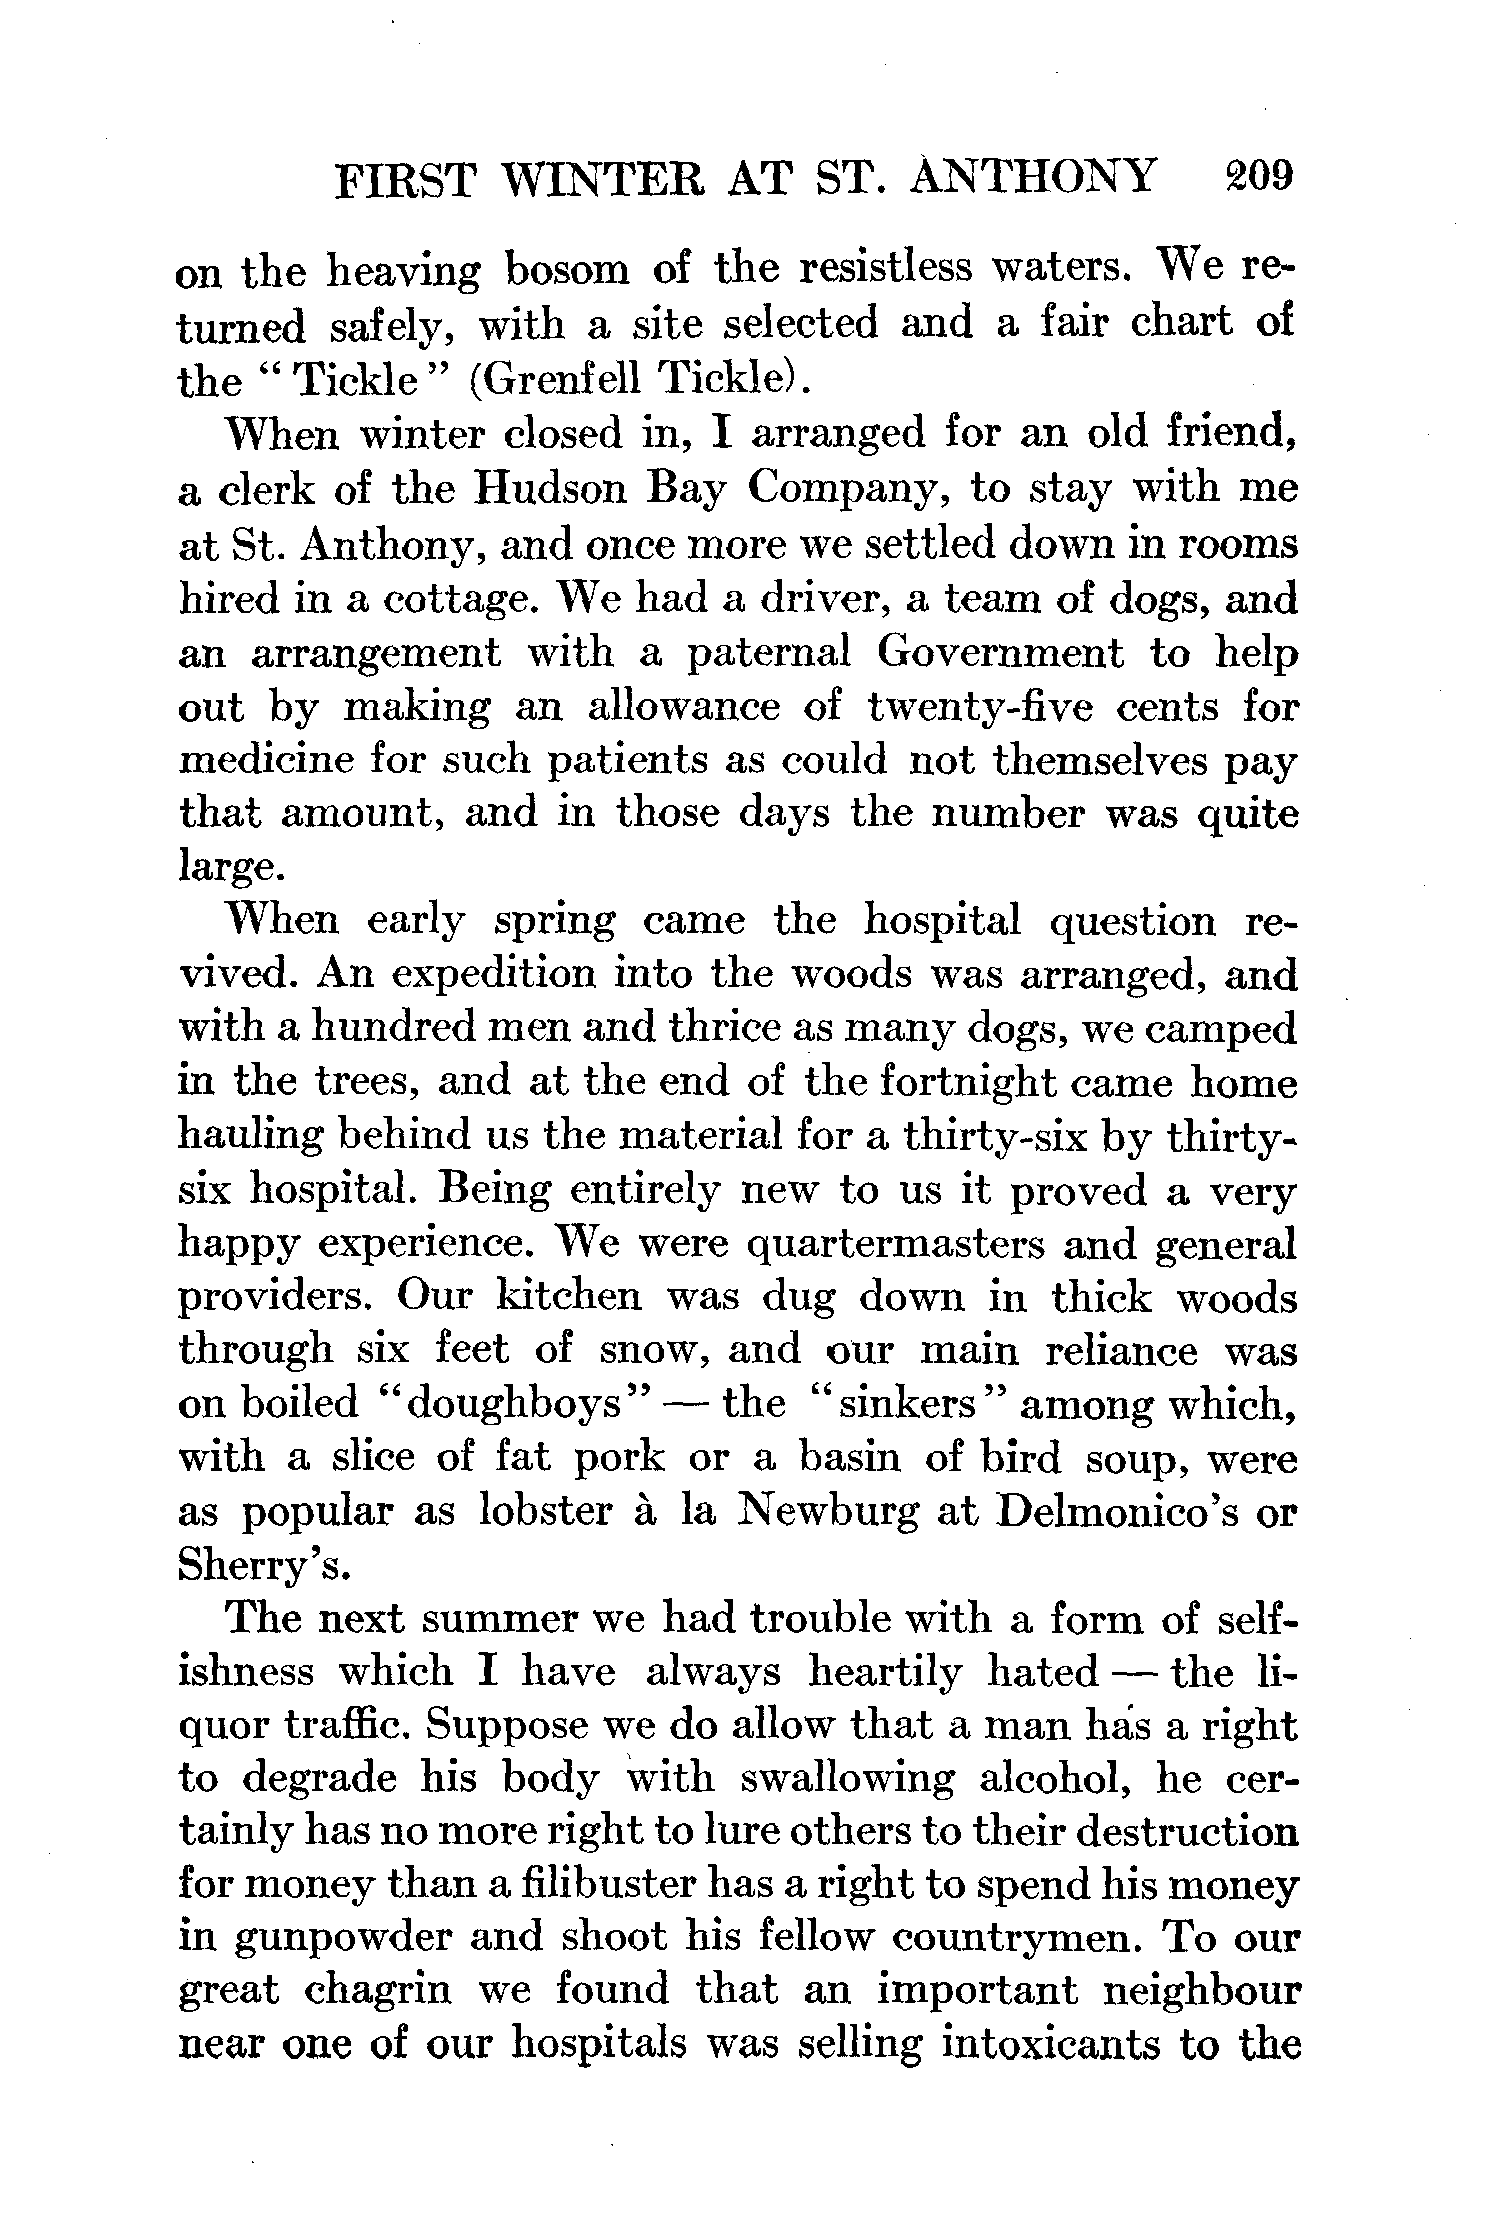 FIRST WINTER AT ST. ANTHONY 209
on the heaving bosom of the resistless waters. We re-
turned safely, with a site selected and a fair chart of
the “Tickle” (Grenfell Tickle).
When winter closed in, I arranged for an old friend,
a clerk of the Hudson Bay Company, to stay with me
at St. Anthony, and once more we settled down in rooms
hired in a cottage. We had a driver, a team of dogs, and
an arrangement with a paternal Government to help
out by making an allowance of twenty-five cents for
medicine for such patients as could not themselves pay
that amount, and in those days the number was quite
large.
When early spring came the hospital question re-
vived. An expedition into the woods was arranged, and
with a hundred men and thrice as many dogs, we camped
in the trees, and at the end of the fortnight came home
hauling behind us the material for a thirty-six by thirty-
six hospital. Being entirely new to us it proved a very
happy experience. We were quartermasters and general
providers. Our kitchen was dug down in thick woods
through six feet of snow, and our main reliance was
on boiled “doughboys” — the “sinkers” among which,
with a slice of fat pork or a basin of bird soup, were
as popular as lobster à la Newburg at Delmonico’s or
Sherry’s.
The next summer we had trouble with a form of self-
ishness which I have always heartily hated — the li-
quor traffic. Suppose we do allow that a man has a right
to degrade his body with swallowing alcohol, he cer-
tainly has no more right to lure others to their destruction
for money than a filibuster has a right to spend his money
in gunpowder and shoot his fellow countrymen. To our
great chagrin we found that an important neighbour
near one of our hospitals was selling intoxicants to the